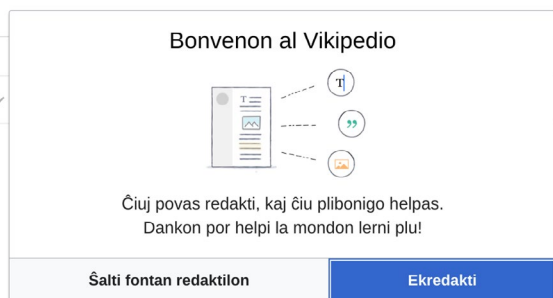 Bonvenon al Vikipedio
T
T
Ĉiuj povas redakti, kaj ĉiu plibonigo helpas.
Dankon por helpi la mondon lerni plu!
Ŝalti fontan redaktilon
Ekredakti